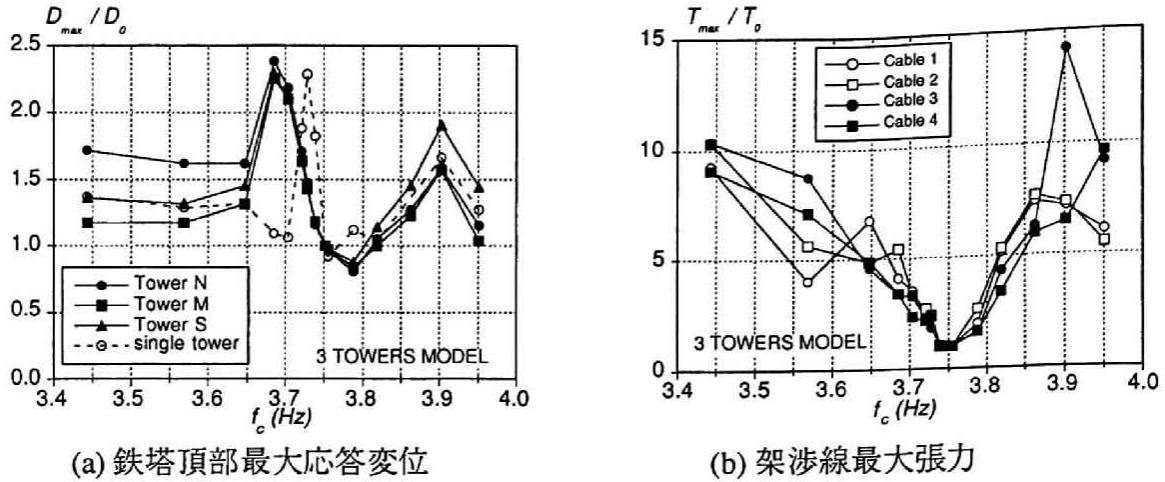 D_max / D_0
2.5
2.0
1.5
1.0
0.5
0.0
Tower N
Tower M
Tower S
single tower
3 TOWERS MODEL
3.4 3.5 3.6 3.7 3.8 3.9 4.0
f_c (Hz)
(a) 鉄塔頂部最大応答変位
T_max / T_0
15
10
5
0
Cable 1
Cable 2
Cable 3
Cable 4
3 TOWERS MODEL
3.4 3.5 3.6 3.7 3.8 3.9 4.0
f_c (Hz)
(b) 架渉線最大張力